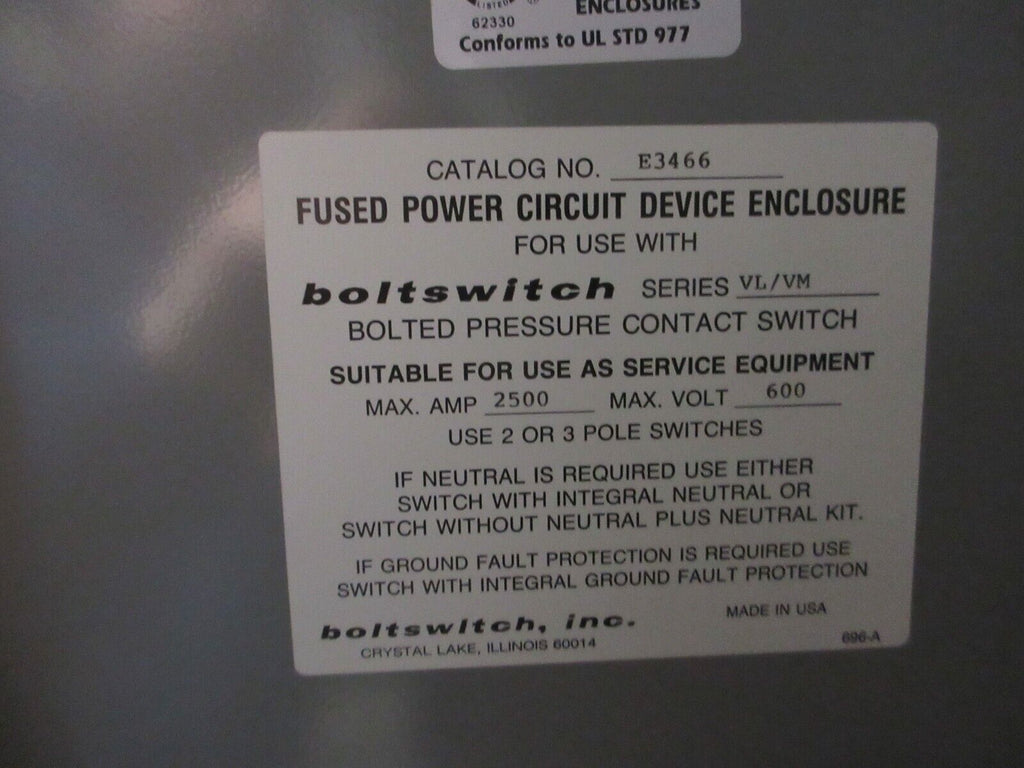 LISTED
62330
ENCLOSURES
Conforms to UL STD 977
CATALOG NO. E3466
FUSED POWER CIRCUIT DEVICE ENCLOSURE
FOR USE WITH
boltswitch SERIES VL/VM
BOLTED PRESSURE CONTACT SWITCH
SUITABLE FOR USE AS SERVICE EQUIPMENT
MAX. AMP 2500 MAX. VOLT 600
USE 2 OR 3 POLE SWITCHES
IF NEUTRAL IS REQUIRED USE EITHER
SWITCH WITH INTEGRAL NEUTRAL OR
SWITCH WITHOUT NEUTRAL PLUS NEUTRAL KIT.
IF GROUND FAULT PROTECTION IS REQUIRED USE
SWITCH WITH INTEGRAL GROUND FAULT PROTECTION
boltswitch, inc. MADE IN USA
CRYSTAL LAKE, ILLINOIS 60014 696-A